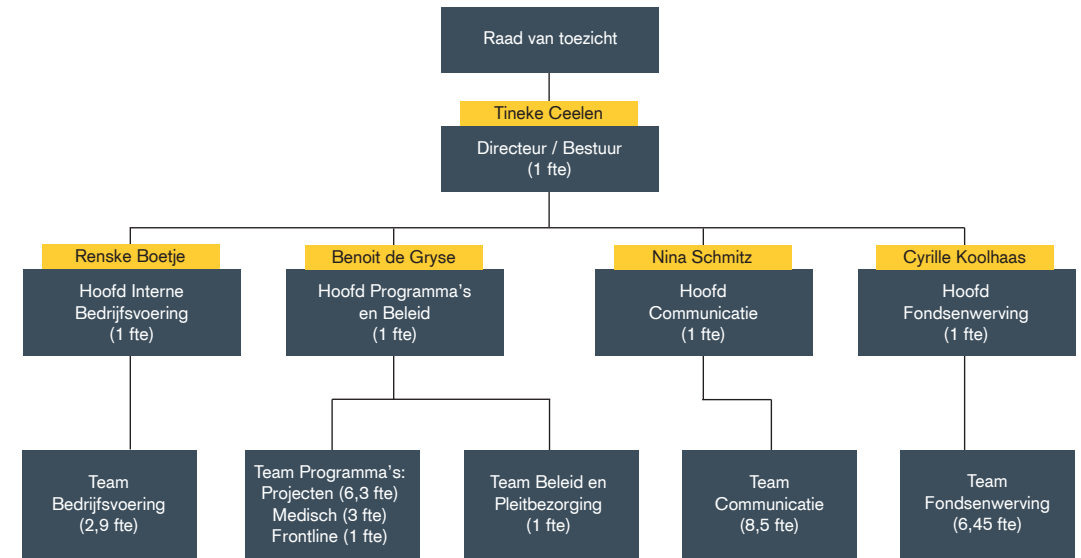 Raad van toezicht
Tineke Ceelen
Directeur / Bestuur
(1 fte)
Renske Boetje
Hoofd Interne
Bedrijfsvoering
(1 fte)
Benoit de Gryse
Hoofd Programma's
en Beleid
(1 fte)
Nina Schmitz
Hoofd
Communicatie
(1 fte)
Cyrille Koolhaas
Hoofd
Fondsenwerving
(1 fte)
Team
Bedrijfsvoering
(2,9 fte)
Team Programma's:
Projecten (6,3 fte)
Medisch (3 fte)
Frontline (1 fte)
Team Beleid en
Pleitbezorging
(1 fte)
Team
Communicatie
(8,5 fte)
Team
Fondsenwerving
(6,45 fte)